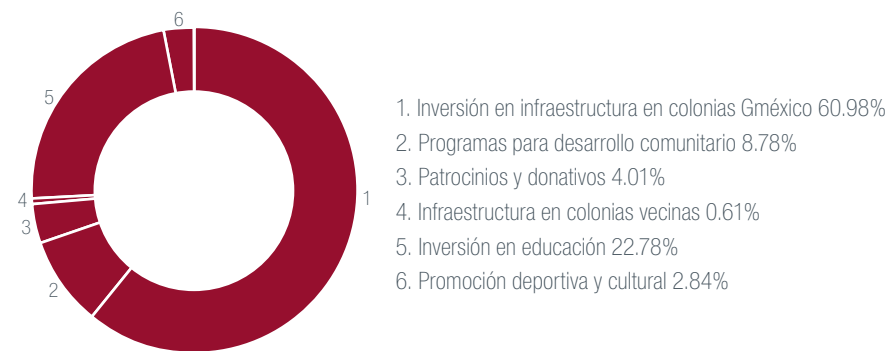 6
5
4
3
2
1
1. Inversión en infraestructura en colonias Gméxico 60.98%
2. Programas para desarrollo comunitario 8.78%
3. Patrocinios y donativos 4.01%
4. Infraestructura en colonias vecinas 0.61%
5. Inversión en educación 22.78%
6. Promoción deportiva y cultural 2.84%